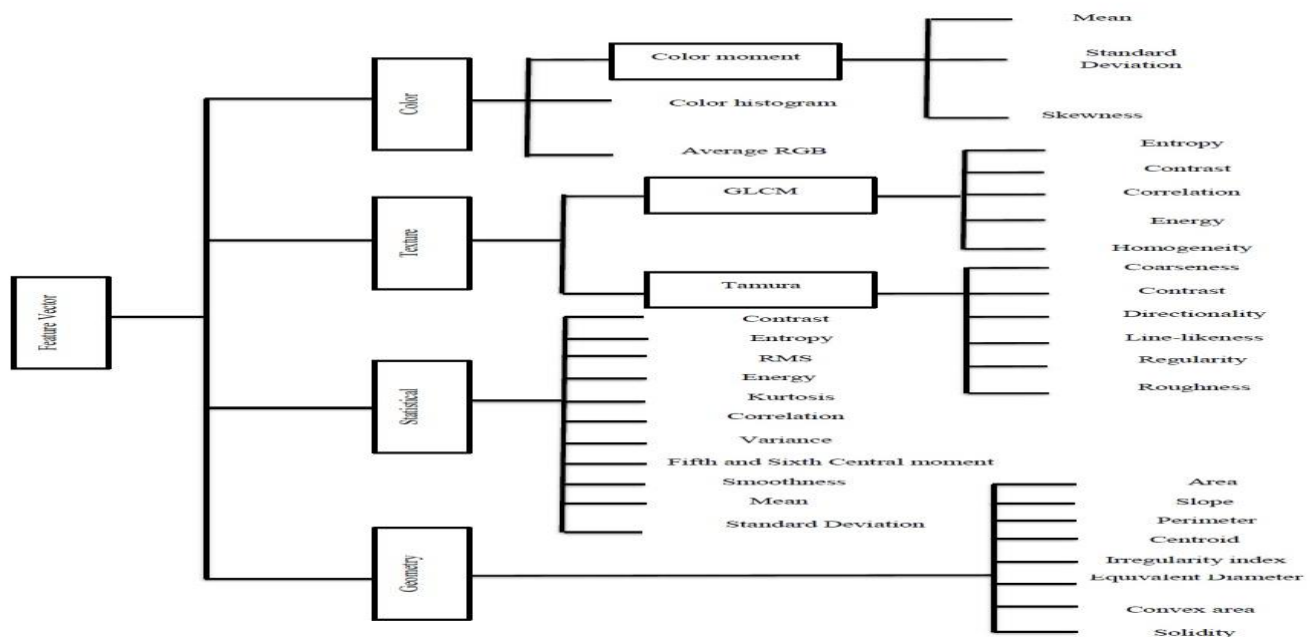 Feature Vector
Color
Color moment
Mean
Standard
Deviation
Skewness
Color histogram
Average RGB
Texture
GLCM
Entropy
Contrast
Correlation
Energy
Homogeneity
Tamura
Coarseness
Contrast
Directionality
Line-likeness
Regularity
Roughness
Statistical
Contrast
Entropy
RMS
Energy
Kurtosis
Correlation
Variance
Fifth and Sixth Central moment
Smoothness
Mean
Standard Deviation
Geometry
Area
Slope
Perimeter
Centroid
Irregularity index
Equivalent Diameter
Convex area
Solidity